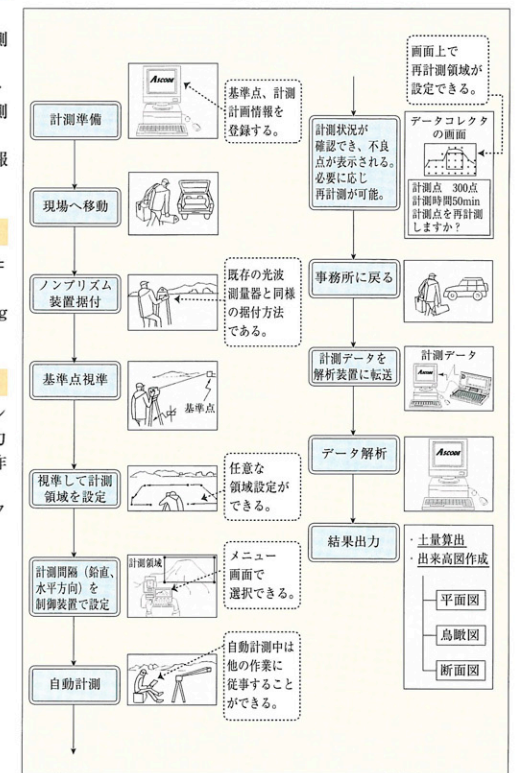 計測準備
ASCODE
基準点、計測
計画情報を
登録する。
現場へ移動
ノンプリズム
装置据付
既存の光波
測量器と同様
の据付方法
である。
基準点視準
基準点
視準して計測
領域を設定
任意な
領域設定が
できる。
計測間隔(鉛直、
水平方向)を
制御装置で設定
計測領域
メニュー
画面で
選択できる。
自動計測
自動計測中は
他の作業に
従事すること
ができる。
画面上で
再計測領域が
設定できる。
計測状況が
確認でき、不良
点が表示される。
必要に応じ
再計測が可能。
データコレクタ
の画面
計測点 300点
計測時間50min
計測点を再計測
しますか?
事務所に戻る
計測データを
解析装置に転送
計測データ
ASCODE
データ解析
ASCODE
結果出力
・土量算出
・出来高図作成
平面図
鳥瞰図
断面図
測
測
報
g